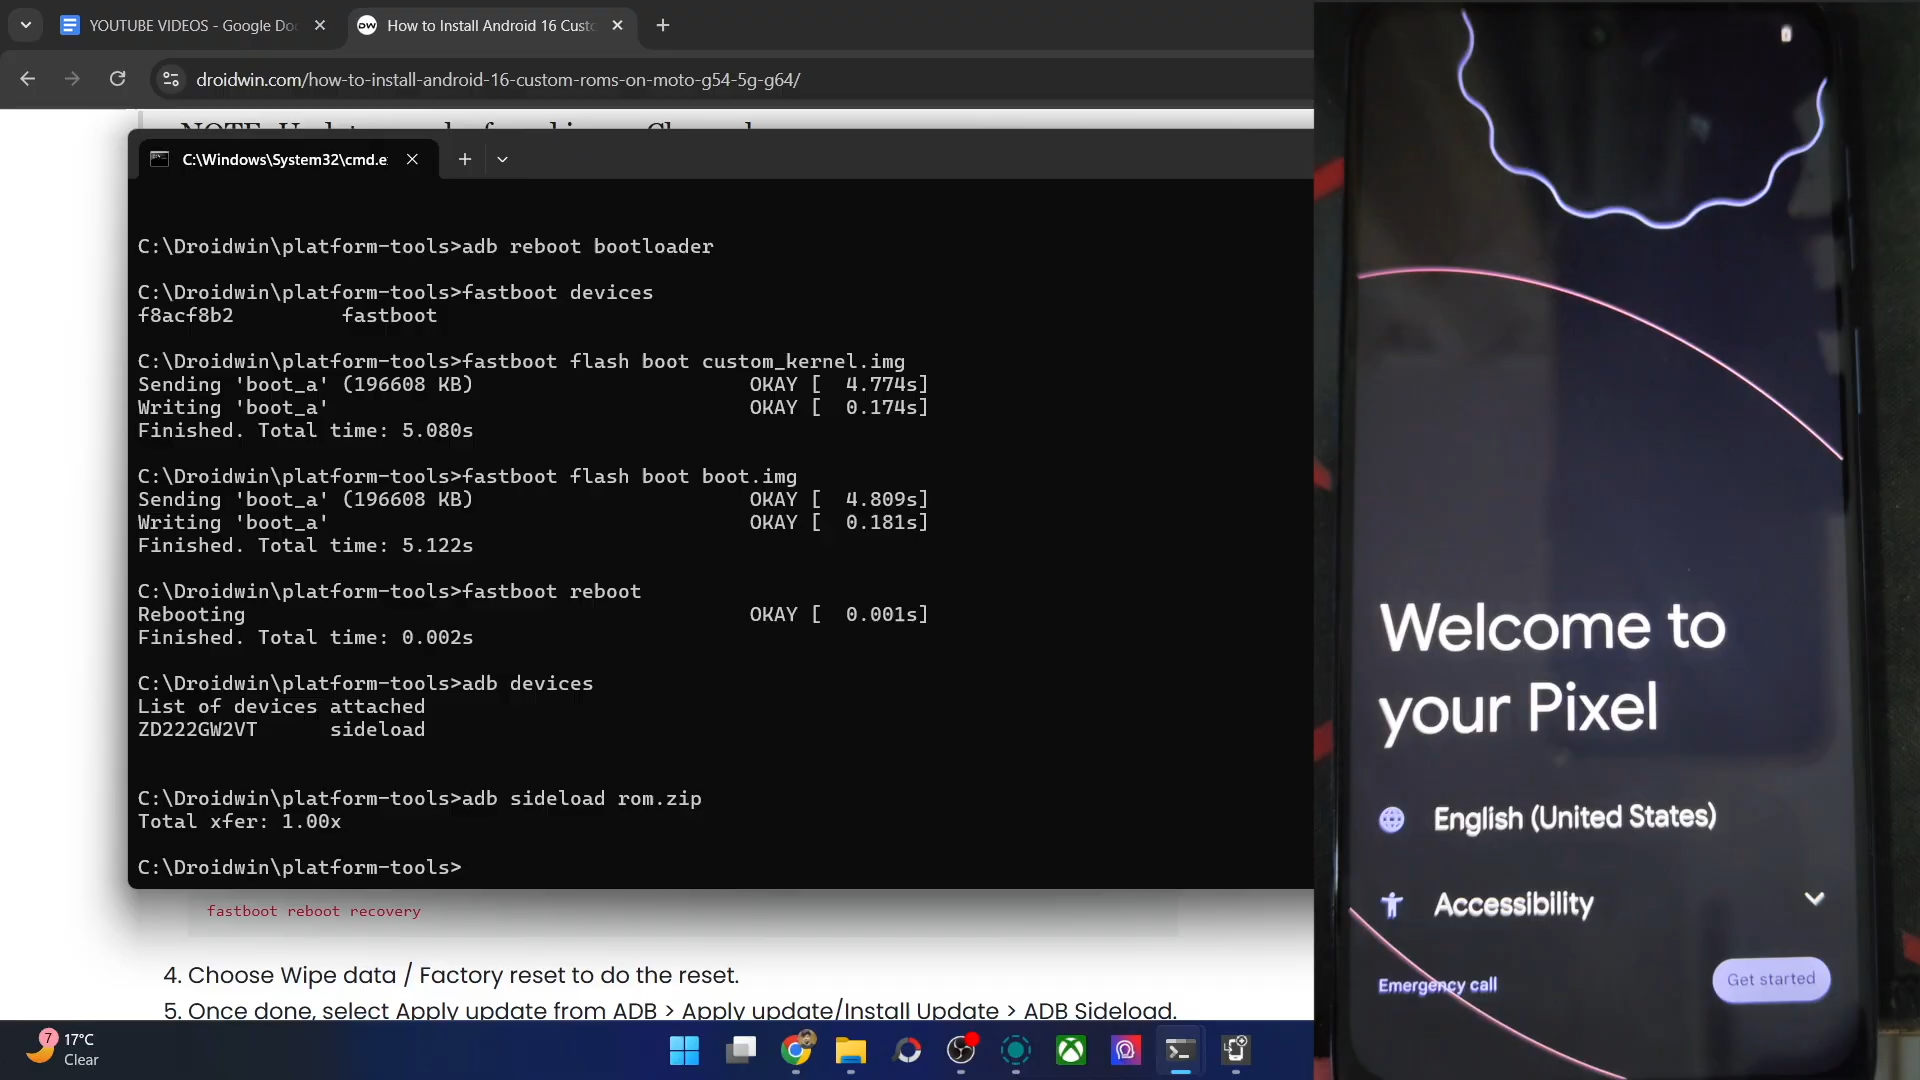 YOUTUBE VIDEOS - Google Do
How to Install Android 16 Custo
droidwin.com/how-to-install-android-16-custom-roms-on-moto-g54-5g-g64/
C:\Windows\System32\cmd.e
C:\Droidwin\platform-tools>adb reboot bootloader
C:\Droidwin\platform-tools>fastboot devices
f8acf8b2 fastboot
C:\Droidwin\platform-tools>fastboot flash boot custom_kernel.img
Sending 'boot_a' (196608 KB) OKAY [ 4.774s]
Writing 'boot_a' OKAY [ 0.174s]
Finished. Total time: 5.080s
C:\Droidwin\platform-tools>fastboot flash boot boot.img
Sending 'boot_a' (196608 KB) OKAY [ 4.809s]
Writing 'boot_a' OKAY [ 0.181s]
Finished. Total time: 5.122s
C:\Droidwin\platform-tools>fastboot reboot
Rebooting OKAY [ 0.001s]
Finished. Total time: 0.002s
C:\Droidwin\platform-tools>adb devices
List of devices attached
ZD222GW2VT sideload
C:\Droidwin\platform-tools>adb sideload rom.zip
Total xfer: 1.00x
C:\Droidwin\platform-tools>
fastboot reboot recovery
4. Choose Wipe data / Factory reset to do the reset.
5. Once done, select Apply update from ADB > Apply update/Install Update > ADB Sideload.
7
17°C
Clear
Welcome to
your Pixel
English (United States)
Accessibility
Emergency call
Get started